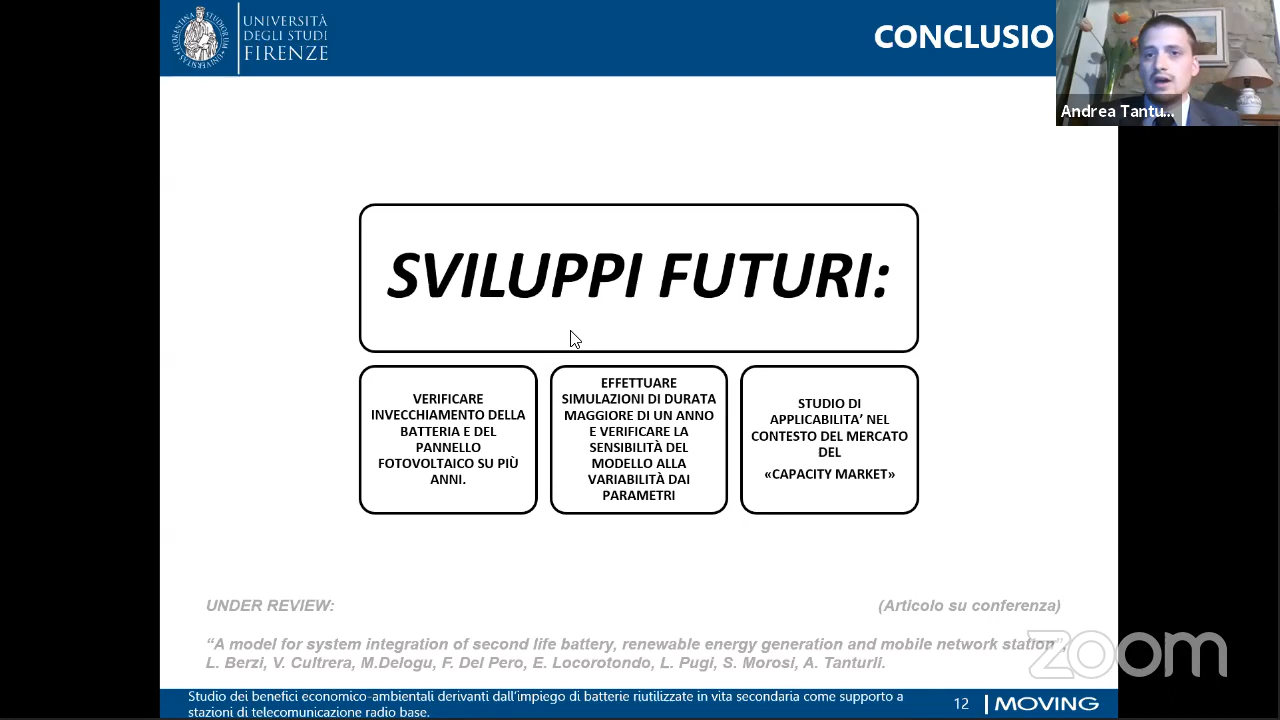 UNIVERSITÀ
DEGLI STUDI
FIRENZE
CONCLUSIO
Andrea Tantu...
SVILUPPI FUTURI:
VERIFICARE
INVECCHIAMENTO DELLA
BATTERIA E DEL
PANNELLO
FOTOVOLTAICO SU PIÙ
ANNI.
EFFETTUARE
SIMULAZIONI DI DURATA
MAGGIORE DI UN ANNO
E VERIFICARE LA
SENSIBILITÀ DEL
MODELLO ALLA
VARIABILITÀ DAI
PARAMETRI
STUDIO DI
APPLICABILITA’ NEL
CONTESTO DEL MERCATO
DEL
«CAPACITY MARKET»
UNDER REVIEW:
(Articolo su conferenza)
“A model for system integration of second life battery, renewable energy generation and mobile network station”,
L. Berzi, V. Cultrera, M.Delogu, F. Del Pero, E. Locorotondo, L. Pugi, S. Morosi, A. Tanturli.
zoom
Studio dei benefici economico-ambientali derivanti dall’impiego di batterie riutilizzate in vita secondaria come supporto a
stazioni di telecomunicazione radio base.
12
MOVING